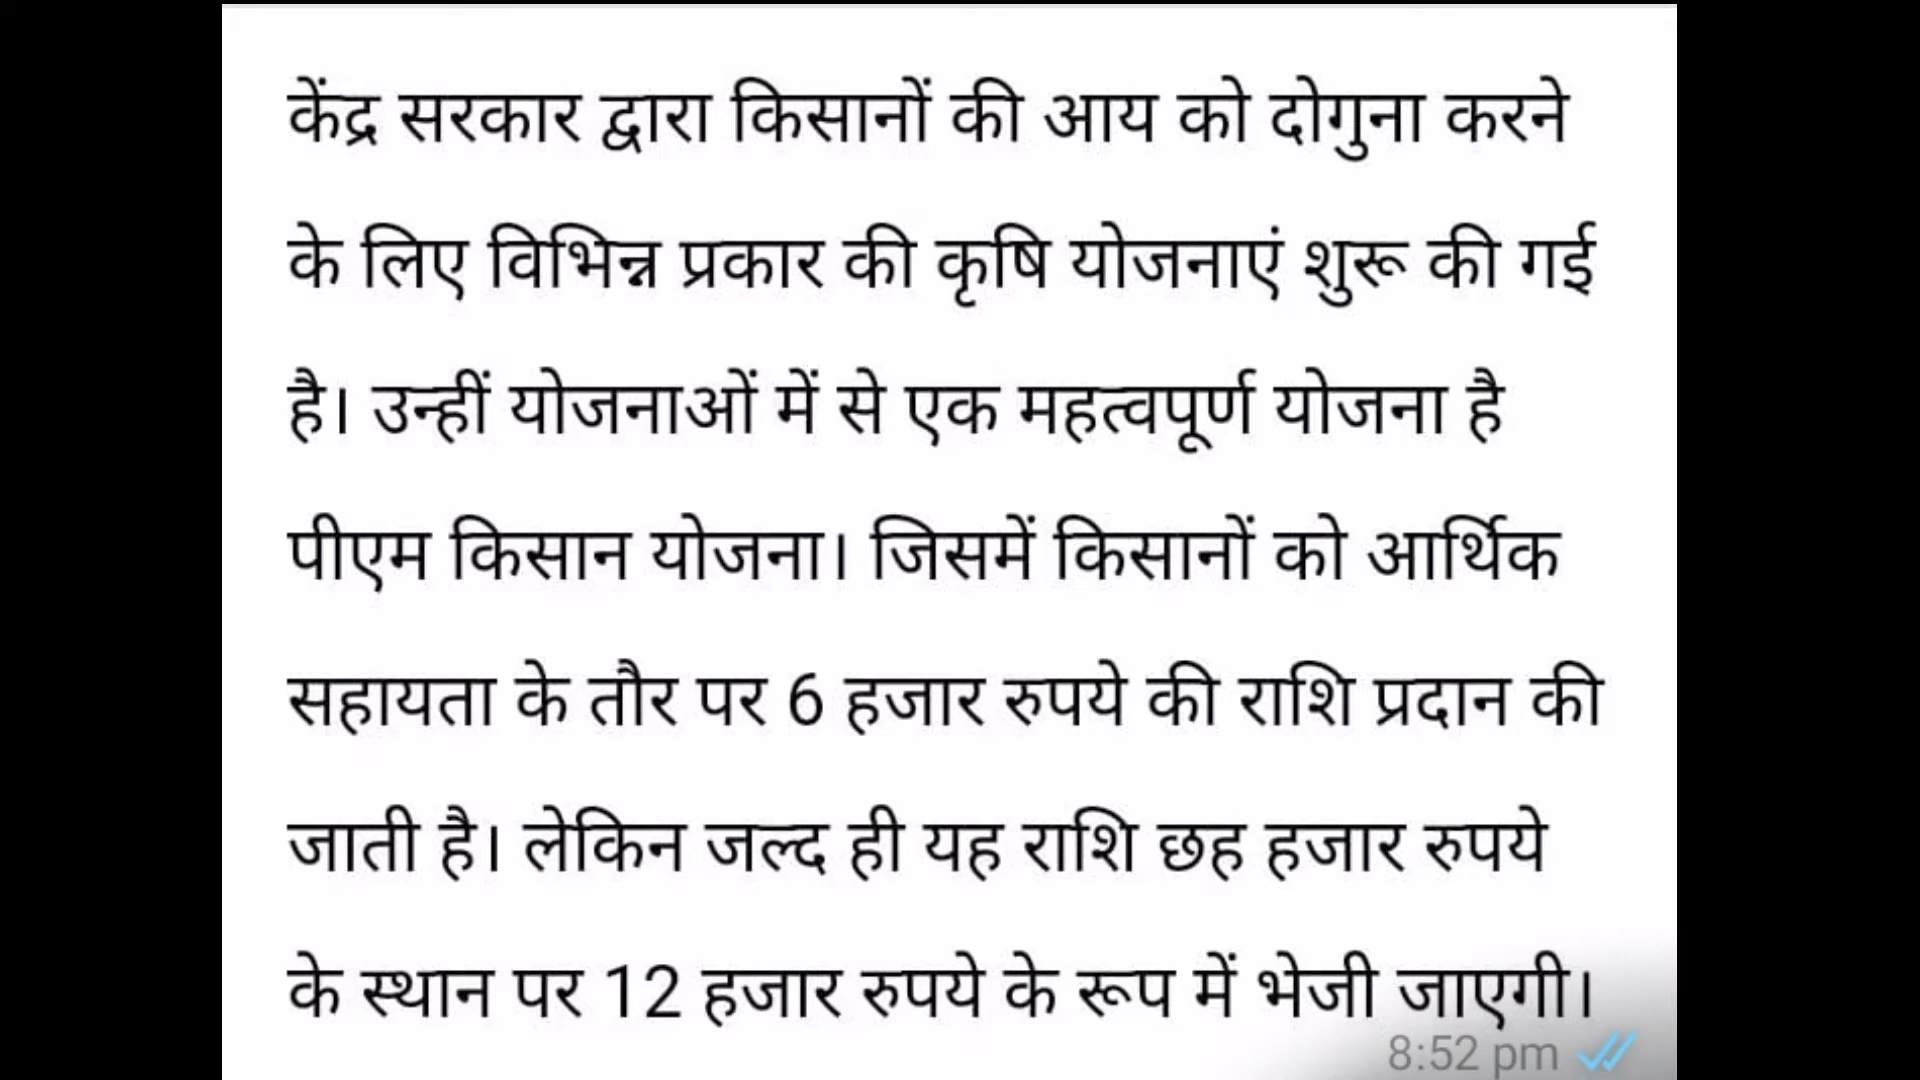 केंद्र सरकार द्वारा किसानों की आय को दोगुना करने
के लिए विभिन्न प्रकार की कृषि योजनाएं शुरू की गई
है। उन्हीं योजनाओं में से एक महत्वपूर्ण योजना है
पीएम किसान योजना। जिसमें किसानों को आर्थिक
सहायता के तौर पर 6 हजार रुपये की राशि प्रदान की
जाती है। लेकिन जल्द ही यह राशि छह हजार रुपये
के स्थान पर 12 हजार रुपये के रूप में भेजी जाएगी।
8:52 pm